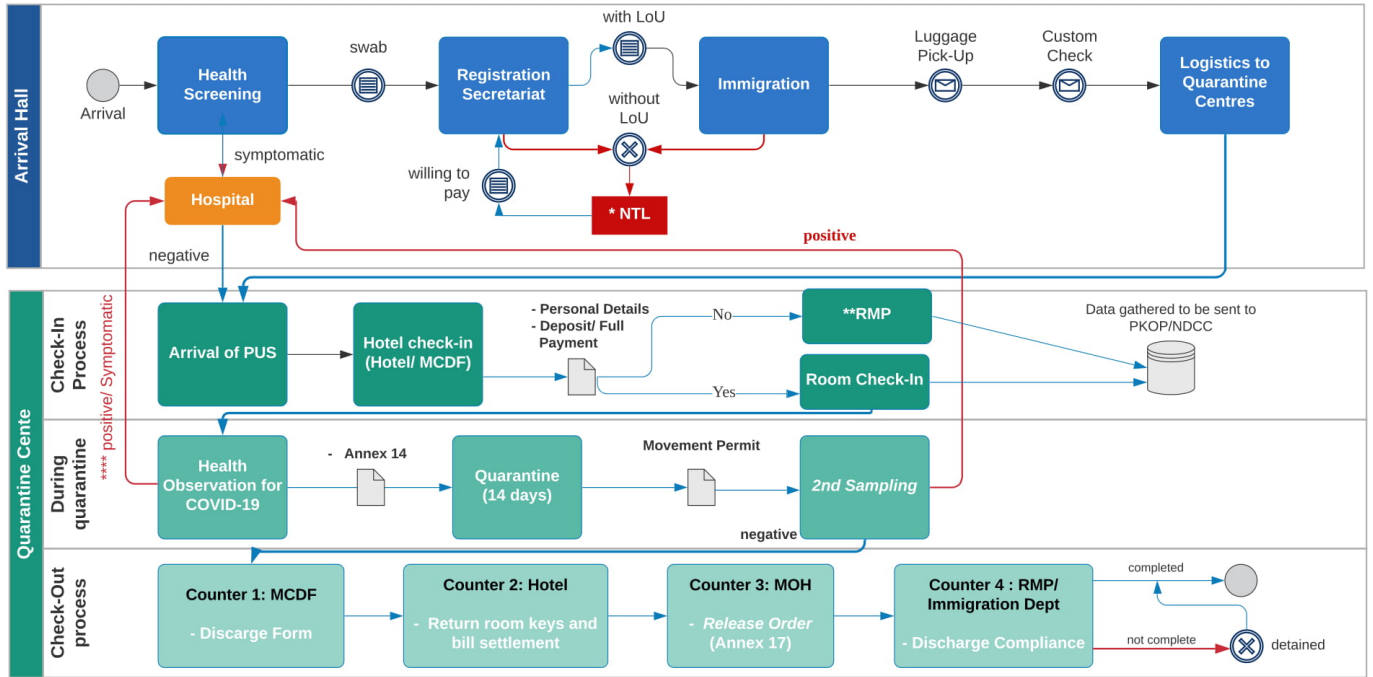 Arrival Hall
Arrival
Health
Screening
swab
Registration
Secretariat
with LoU
without
LoU
Immigration
Luggage
Pick-Up
Custom
Check
Logistics to
Quarantine
Centres
symptomatic
willing to
pay
Hospital
* NTL
negative
positive
**** positive/ Symptomatic
Quarantine Cente
Check-In
Process
Arrival of PUS
Hotel check-in
(Hotel/ MCDF)
- Personal Details
- Deposit/ Full
Payment
No
Yes
**RMP
Room Check-In
Data gathered to be sent to
PKOP/NDCC
During
quarantine
Health
Observation for
COVID-19
- Annex 14
Quarantine
(14 days)
Movement Permit
2nd Sampling
negative
Check-Out
process
Counter 1: MCDF
- Discarge Form
Counter 2: Hotel
- Return room keys and
bill settlement
Counter 3: MOH
- Release Order
(Annex 17)
Counter 4 : RMP/
Immigration Dept
- Discharge Compliance
completed
not complete
detained